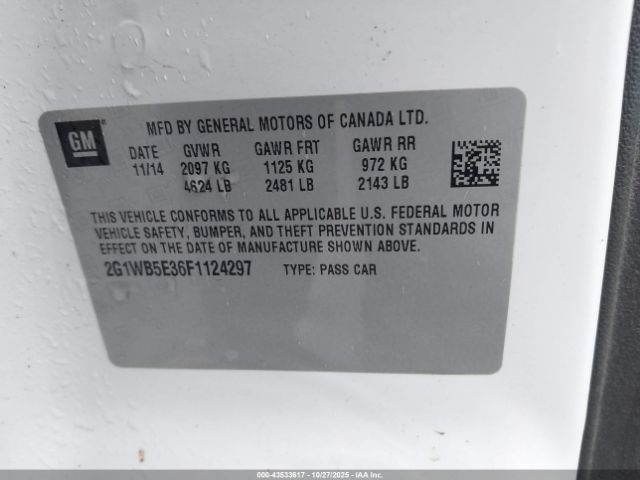 GM
MFD BY GENERAL MOTORS OF CANADA LTD.
DATE GVWR GAWR FRT GAWR RR
11/14 2097 KG 1125 KG 972 KG
4624 LB 2481 LB 2143 LB
THIS VEHICLE CONFORMS TO ALL APPLICABLE U.S. FEDERAL MOTOR
VEHICLE SAFETY, BUMPER, AND THEFT PREVENTION STANDARDS IN
EFFECT ON THE DATE OF MANUFACTURE SHOWN ABOVE.
2G1WB5E36F1124297 TYPE: PASS CAR
000-43533617 - 10/27/2025 - COPYRIGHT IAA, LLC.